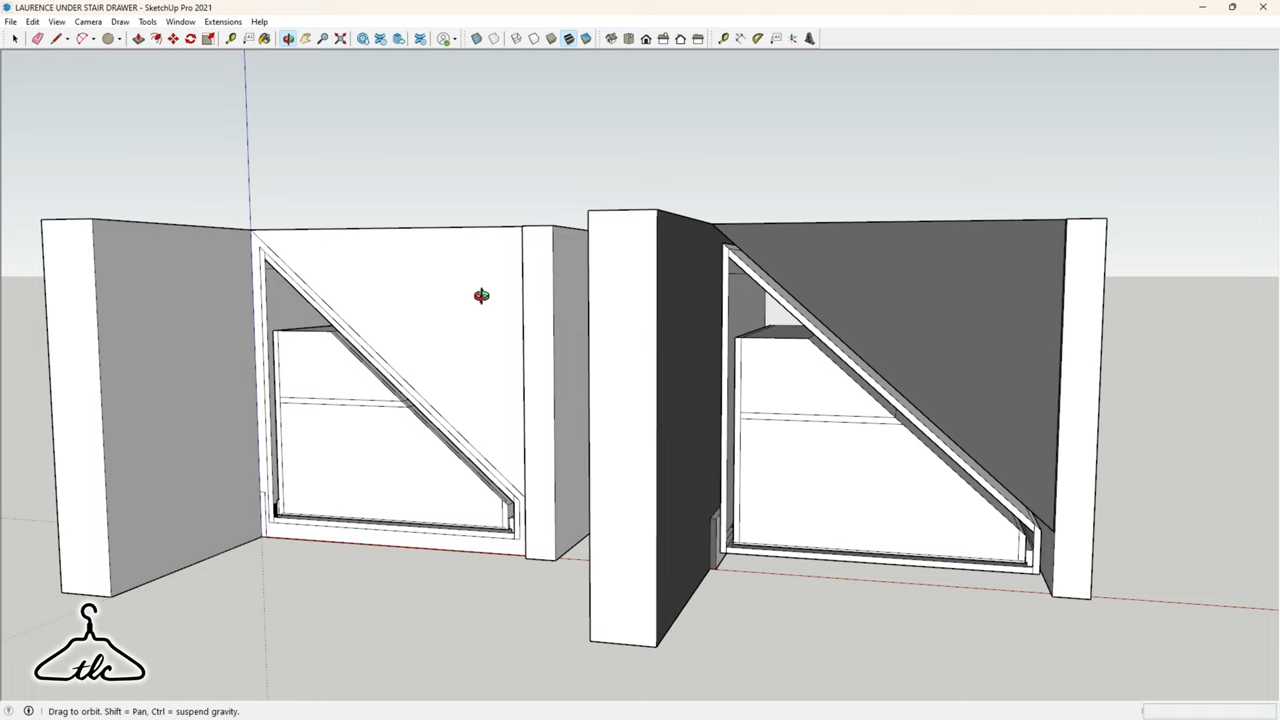 LAURENCE UNDER STAIR DRAWER - SketchUp Pro 2021
File Edit View Camera Draw Tools Window Extensions Help
tlc
Drag to orbit. Shift = Pan, Ctrl = suspend gravity.